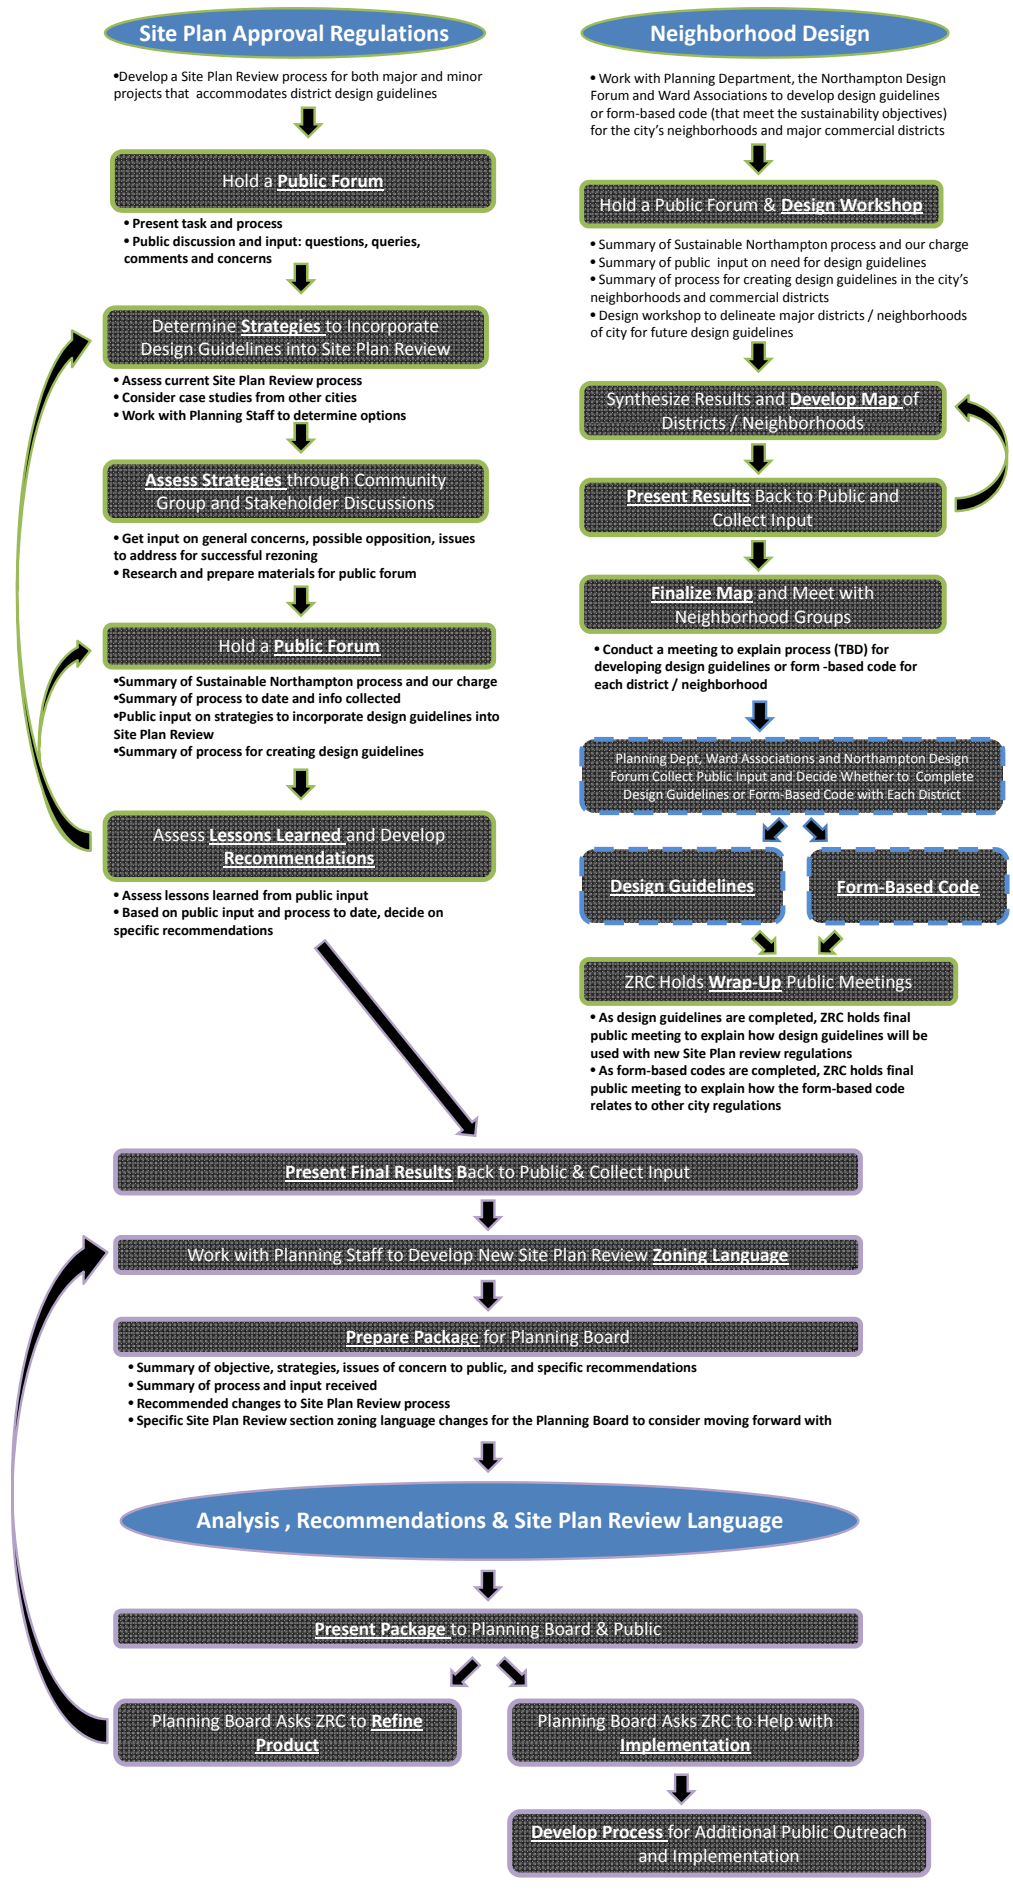 Site Plan Approval Regulations
•Develop a Site Plan Review process for both major and minor
projects that accommodates district design guidelines
Hold a Public Forum
• Present task and process
• Public discussion and input: questions, queries,
comments and concerns
Determine Strategies to Incorporate
Design Guidelines into Site Plan Review
• Assess current Site Plan Review process
• Consider case studies from other cities
• Work with Planning Staff to determine options
Assess Strategies through Community
Group and Stakeholder Discussions
• Get input on general concerns, possible opposition, issues
to address for successful rezoning
• Research and prepare materials for public forum
Hold a Public Forum
•Summary of Sustainable Northampton process and our charge
•Summary of process to date and info collected
•Public input on strategies to incorporate design guidelines into
Site Plan Review
•Summary of process for creating design guidelines
Assess Lessons Learned and Develop
Recommendations
• Assess lessons learned from public input
• Based on public input and process to date, decide on
specific recommendations
Neighborhood Design
• Work with Planning Department, the Northampton Design
Forum and Ward Associations to develop design guidelines
or form-based code (that meet the sustainability objectives)
for the city's neighborhoods and major commercial districts
Hold a Public Forum & Design Workshop
• Summary of Sustainable Northampton process and our charge
• Summary of public input on need for design guidelines
• Summary of process for creating design guidelines in the city's
neighborhoods and commercial districts
• Design workshop to delineate major districts / neighborhoods
of city for future design guidelines
Synthesize Results and Develop Map of
Districts / Neighborhoods
Present Results Back to Public and
Collect Input
Finalize Map and Meet with
Neighborhood Groups
• Conduct a meeting to explain process (TBD) for
developing design guidelines or form -based code for
each district / neighborhood
Planning Dept, Ward Associations and Northampton Design
Forum Collect Public Input and Decide Whether to Complete
Design Guidelines or Form-Based Code with Each District
Design Guidelines
Form-Based Code
ZRC Holds Wrap-Up Public Meetings
• As design guidelines are completed, ZRC holds final
public meeting to explain how design guidelines will be
used with new Site Plan review regulations
• As form-based codes are completed, ZRC holds final
public meeting to explain how the form-based code
relates to other city regulations
Present Final Results Back to Public & Collect Input
Work with Planning Staff to Develop New Site Plan Review Zoning Language
Prepare Package for Planning Board
• Summary of objective, strategies, issues of concern to public, and specific recommendations
• Summary of process and input received
• Recommended changes to Site Plan Review process
• Specific Site Plan Review section zoning language changes for the Planning Board to consider moving forward with
Analysis , Recommendations & Site Plan Review Language
Present Package to Planning Board & Public
Planning Board Asks ZRC to Refine
Product
Planning Board Asks ZRC to Help with
Implementation
Develop Process for Additional Public Outreach
and Implementation